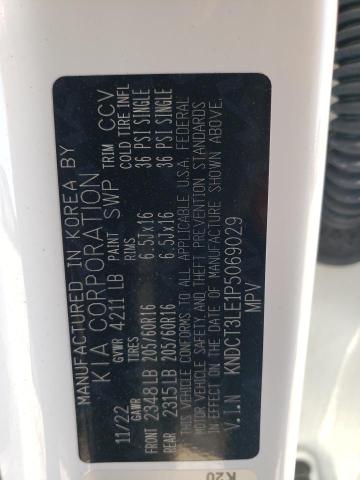 MANUFACTURED IN KOREA BY
KIA CORPORATION
11/22 GVWR 4211 LB PAINT SWP TRIM CCV
GAWR TIRES RIMS COLD TIRE INFL
FRONT 2348LB 205/60R16 6.5Jx16 36 PSI SINGLE
REAR 2315LB 205/60R16 6.5Jx16 36 PSI SINGLE
THIS VEHICLE CONFORMS TO ALL APPLICABLE U.S.A. FEDERAL
MOTOR VEHICLE SAFETY AND THEFT PREVENTION STANDARDS
IN EFFECT ON THE DATE OF MANUFACTURE SHOWN ABOVE.
V.I.N KNDCT3LE1P5069029
MPV
K20